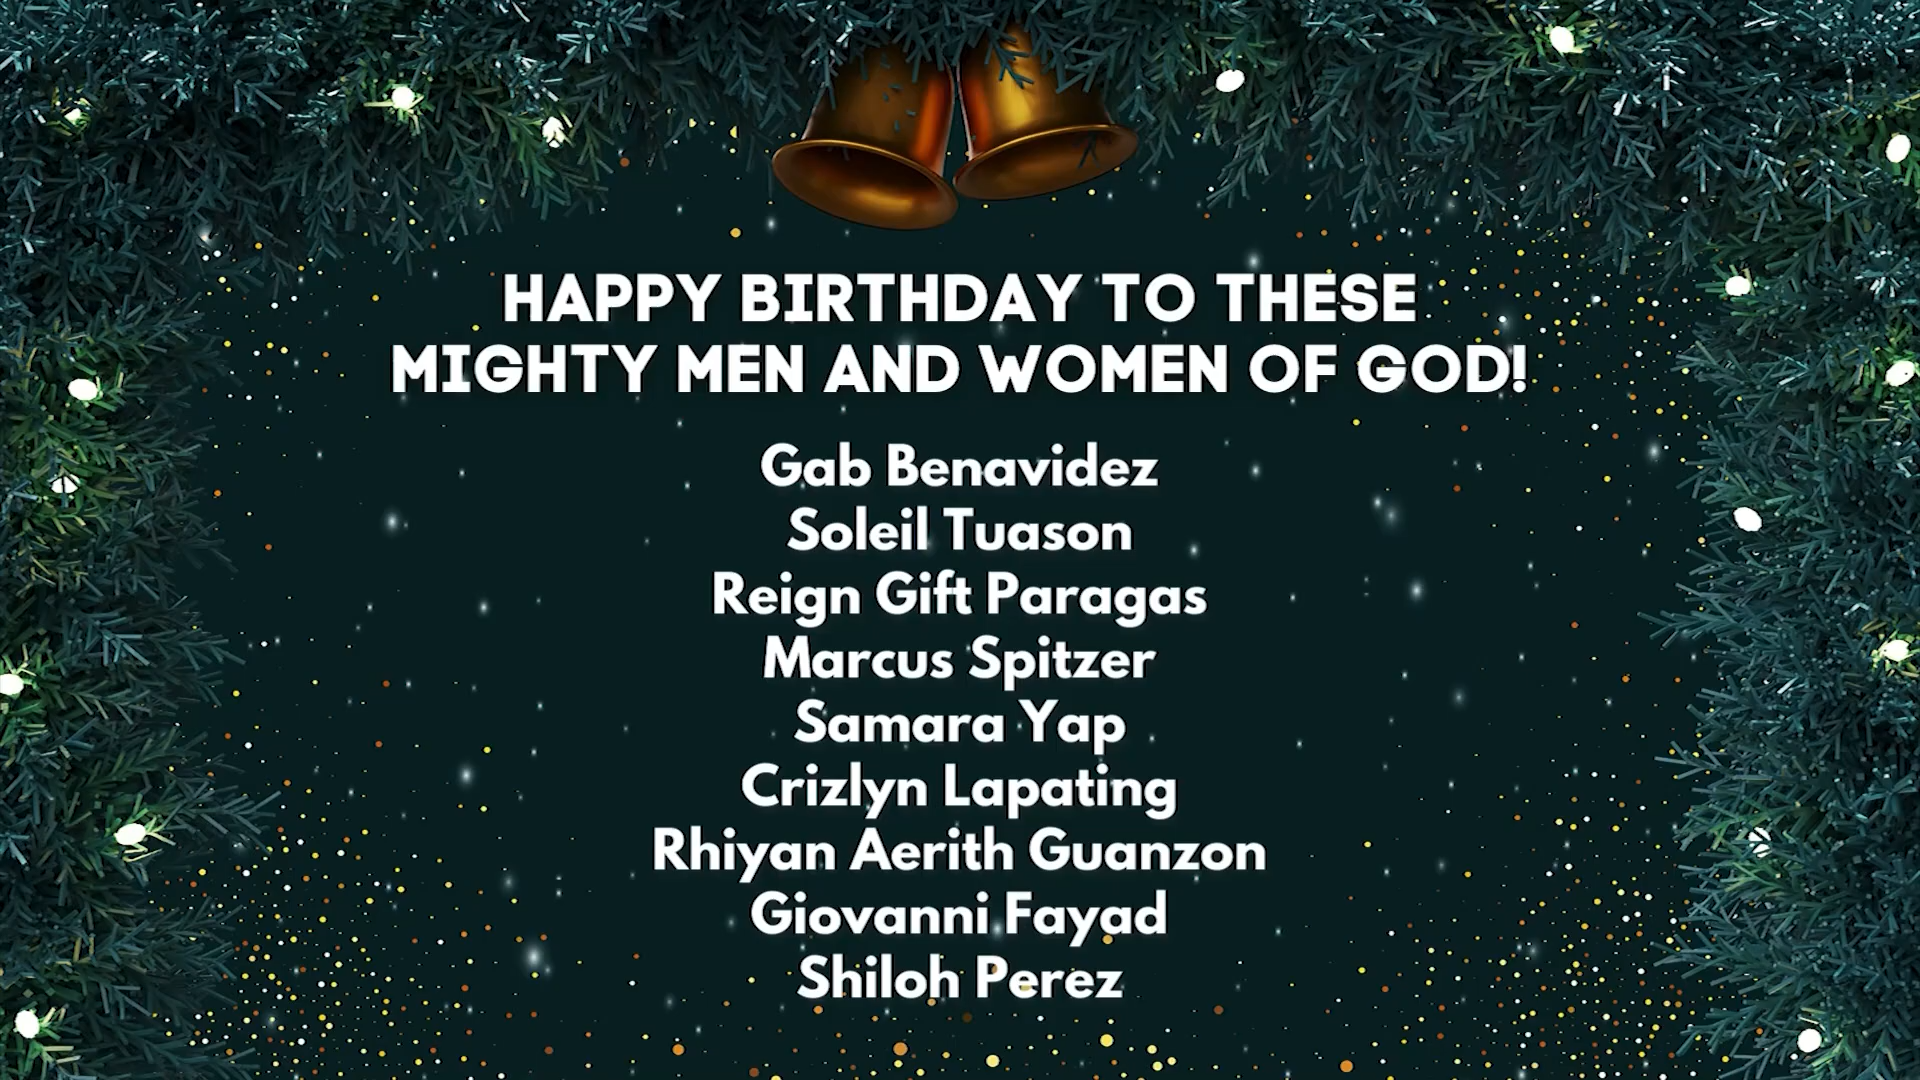 HAPPY BIRTHDAY TO THESE
MIGHTY MEN AND WOMEN OF GOD!
Gab Benavidez
Soleil Tuason
Reign Gift Paragas
Marcus Spitzer
Samara Yap
Crizlyn Lapating
Rhiyan Aerith Guanzon
Giovanni Fayad
Shiloh Perez